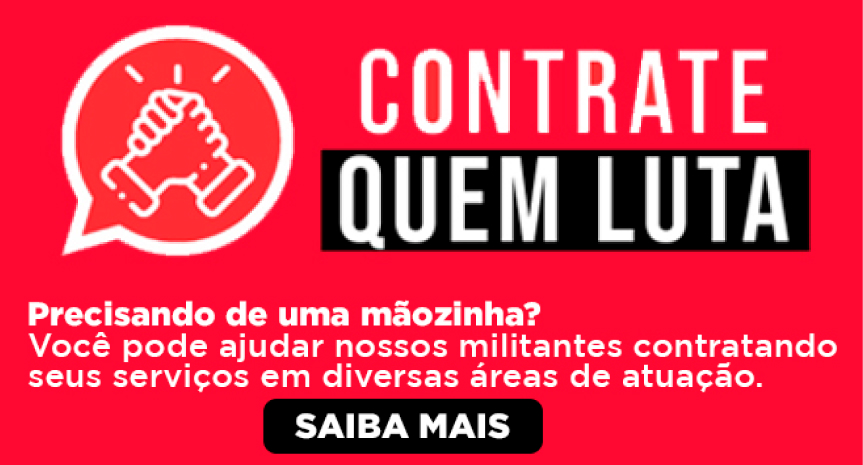 CONTRATE
QUEM LUTA
Precisando de uma mãozinha?
Você pode ajudar nossos militantes contratando
seus serviços em diversas áreas de atuação.
SAIBA MAIS